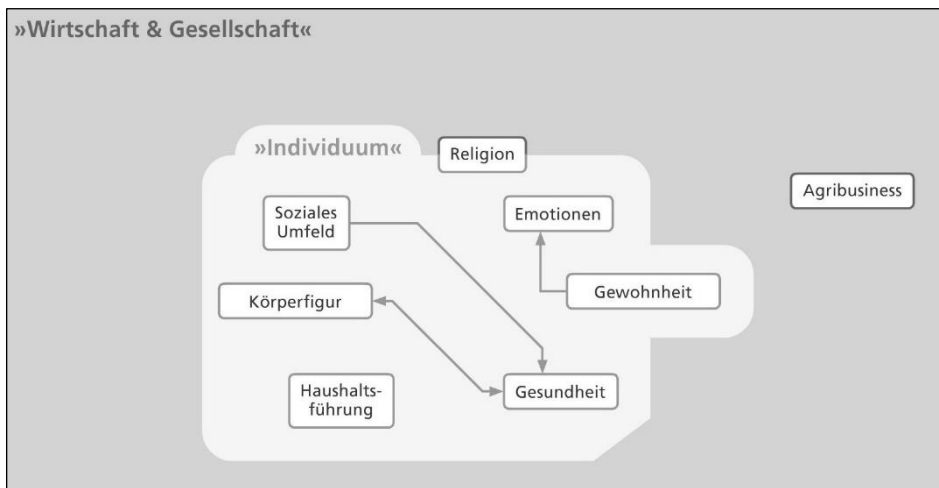 »Wirtschaft & Gesellschaft«
»Individuum«
Religion
Agribusiness
Soziales
Umfeld
Emotionen
Körperfigur
Gewohnheit
Haushalts-
führung
Gesundheit